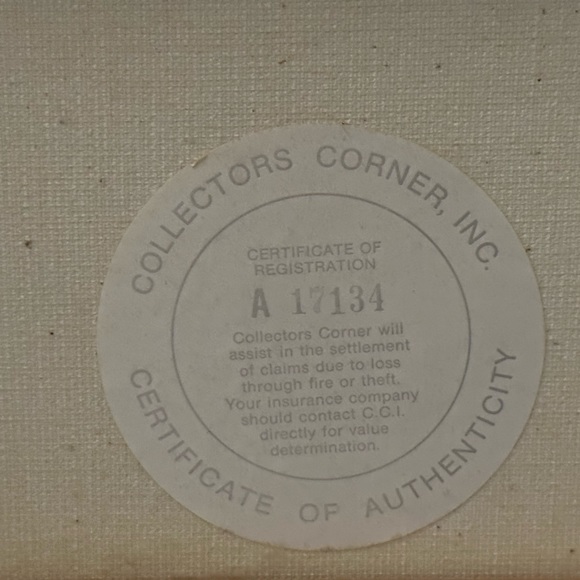 COLLECTORS CORNER, INC.
CERTIFICATE OF
REGISTRATION
A 17134
Collectors Corner will
assist in the settlement
of claims due to loss
through fire or theft.
Your insurance company
should contact C.C.I.
directly for value
determination.
CERTIFICATE OF AUTHENTICITY